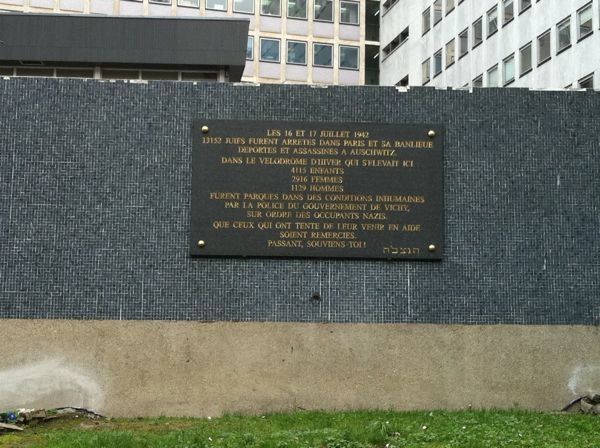 LES 16 ET 17 JUILLET 1942
13152 JUIFS FURENT ARRETES DANS PARIS ET SA BANLIEUE
DEPORTES ET ASSASSINES A AUSCHWITZ.
DANS LE VELODROME D'HIVER QUI S'ELEVAIT ICI
4115 ENFANTS
2916 FEMMES
1129 HOMMES
FURENT PARQUES DANS DES CONDITIONS INHUMAINES
PAR LA POLICE DU GOUVERNEMENT DE VICHY,
SUR ORDRE DES OCCUPANTS NAZIS.
QUE CEUX QUI ONT TENTE DE LEUR VENIR EN AIDE
SOIENT REMERCIES.
PASSANT, SOUVIENS-TOI !